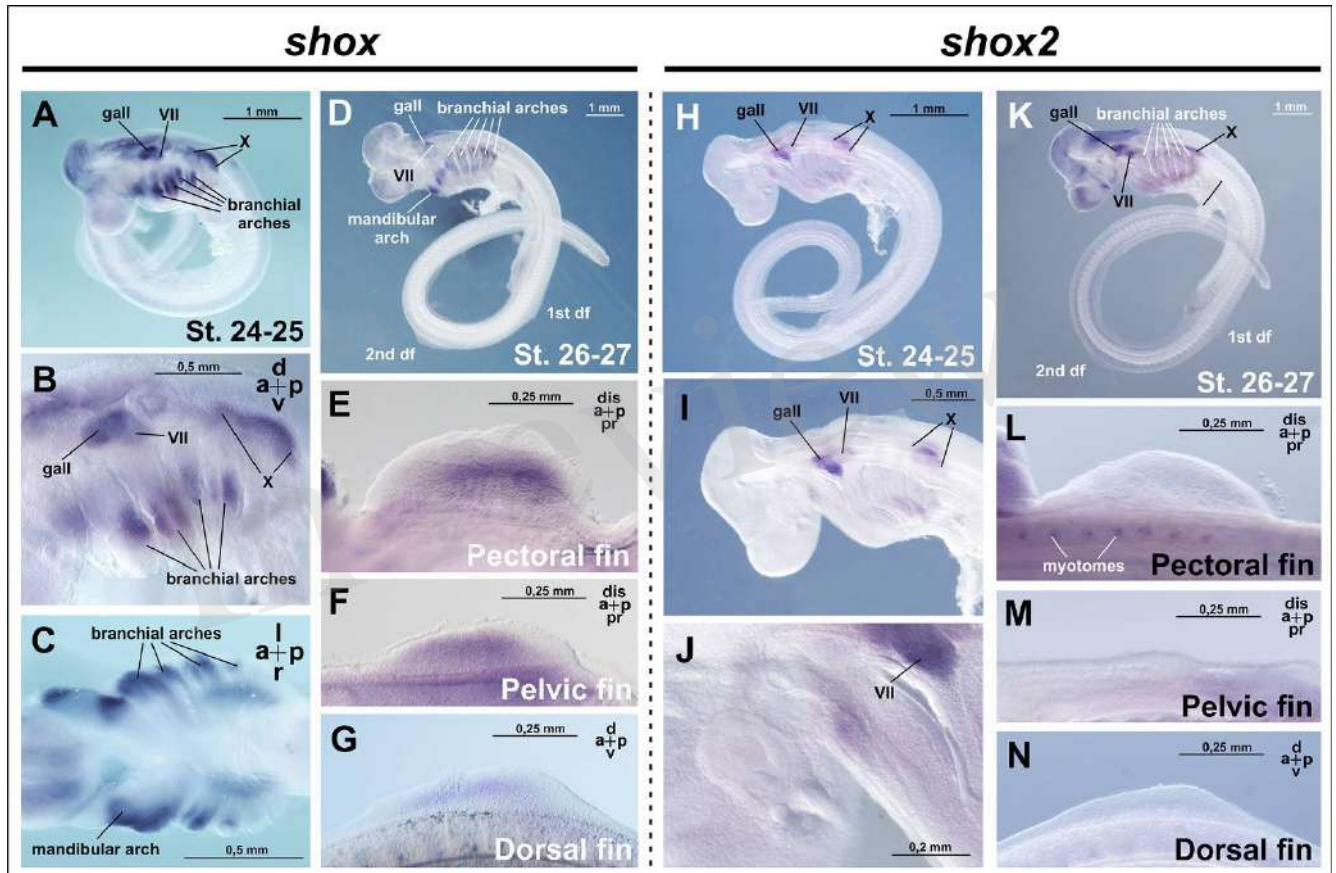 shox
shox2
A
gall
VII
1 mm
X
branchial
arches
St. 24-25
B
0,5 mm
d
a+p
v
VII
gall
X
branchial arches
C
branchial arches
l
a+p
r
mandibular arch
0,5 mm
D
gall
branchial arches
1 mm
VII
mandibular
arch
1st df
2nd df
St. 26-27
E
0,25 mm
dis
a+p
pr
Pectoral fin
F
0,25 mm
dis
a+p
pr
Pelvic fin
G
0,25 mm
d
a+p
v
Dorsal fin
H
gall
VII
1 mm
X
St. 24-25
I
0,5 mm
gall
VII
X
J
VII
0,2 mm
K
gall
branchial arches
1 mm
X
VII
1st df
2nd df
St. 26-27
L
0,25 mm
dis
a+p
pr
myotomes
Pectoral fin
M
0,25 mm
dis
a+p
pr
Pelvic fin
N
0,25 mm
d
a+p
v
Dorsal fin